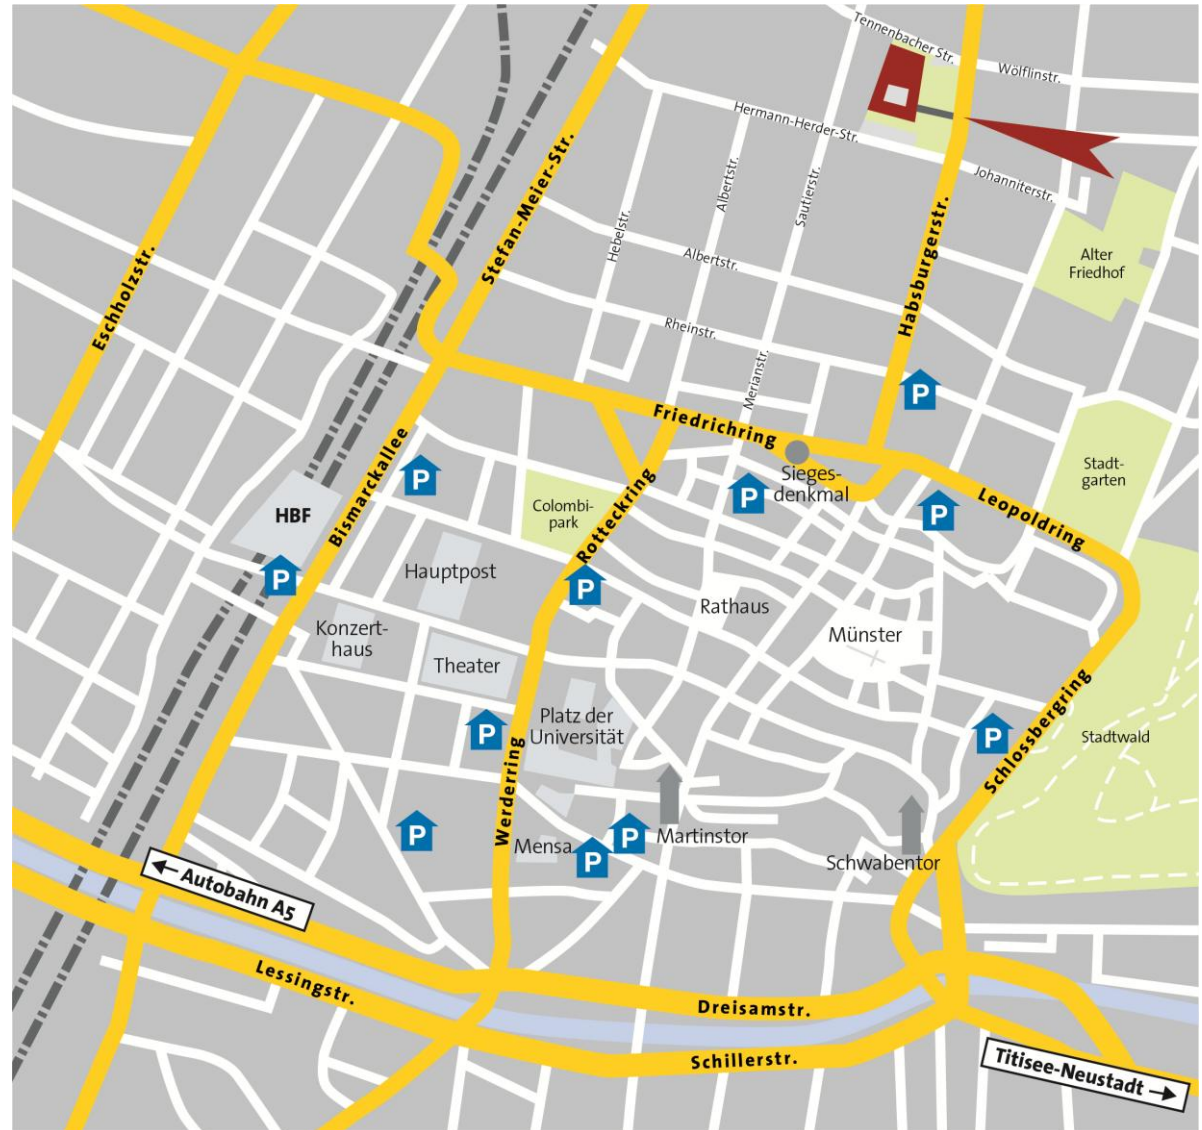 Tennenbacher Str.
Wölflinstr.
Hermann-Herder-Str.
Johanniterstr.
Stefan-Meier-Str.
Albertstr.
Sautierstr.
Hebelstr.
Habsburgerstr.
Alter
Friedhof
Eschholzstr.
Albertstr.
Rheinstr.
Merianstr.
P
Friedrichring
Bismarckallee
P
Sieges-
denkmal
P
P
Stadt-
garten
Leopoldring
HBF
Colombi-
park
Rotteckring
P
Hauptpost
P
Rathaus
Münster
Konzert-
haus
Theater
Schlossbergring
P
Platz der
Universität
P
Stadtwald
Werderring
P
Mensa
P
P
Martinstor
Schwabentor
← Autobahn A5
Lessingstr.
Dreisamstr.
Schillerstr.
Titisee-Neustadt →